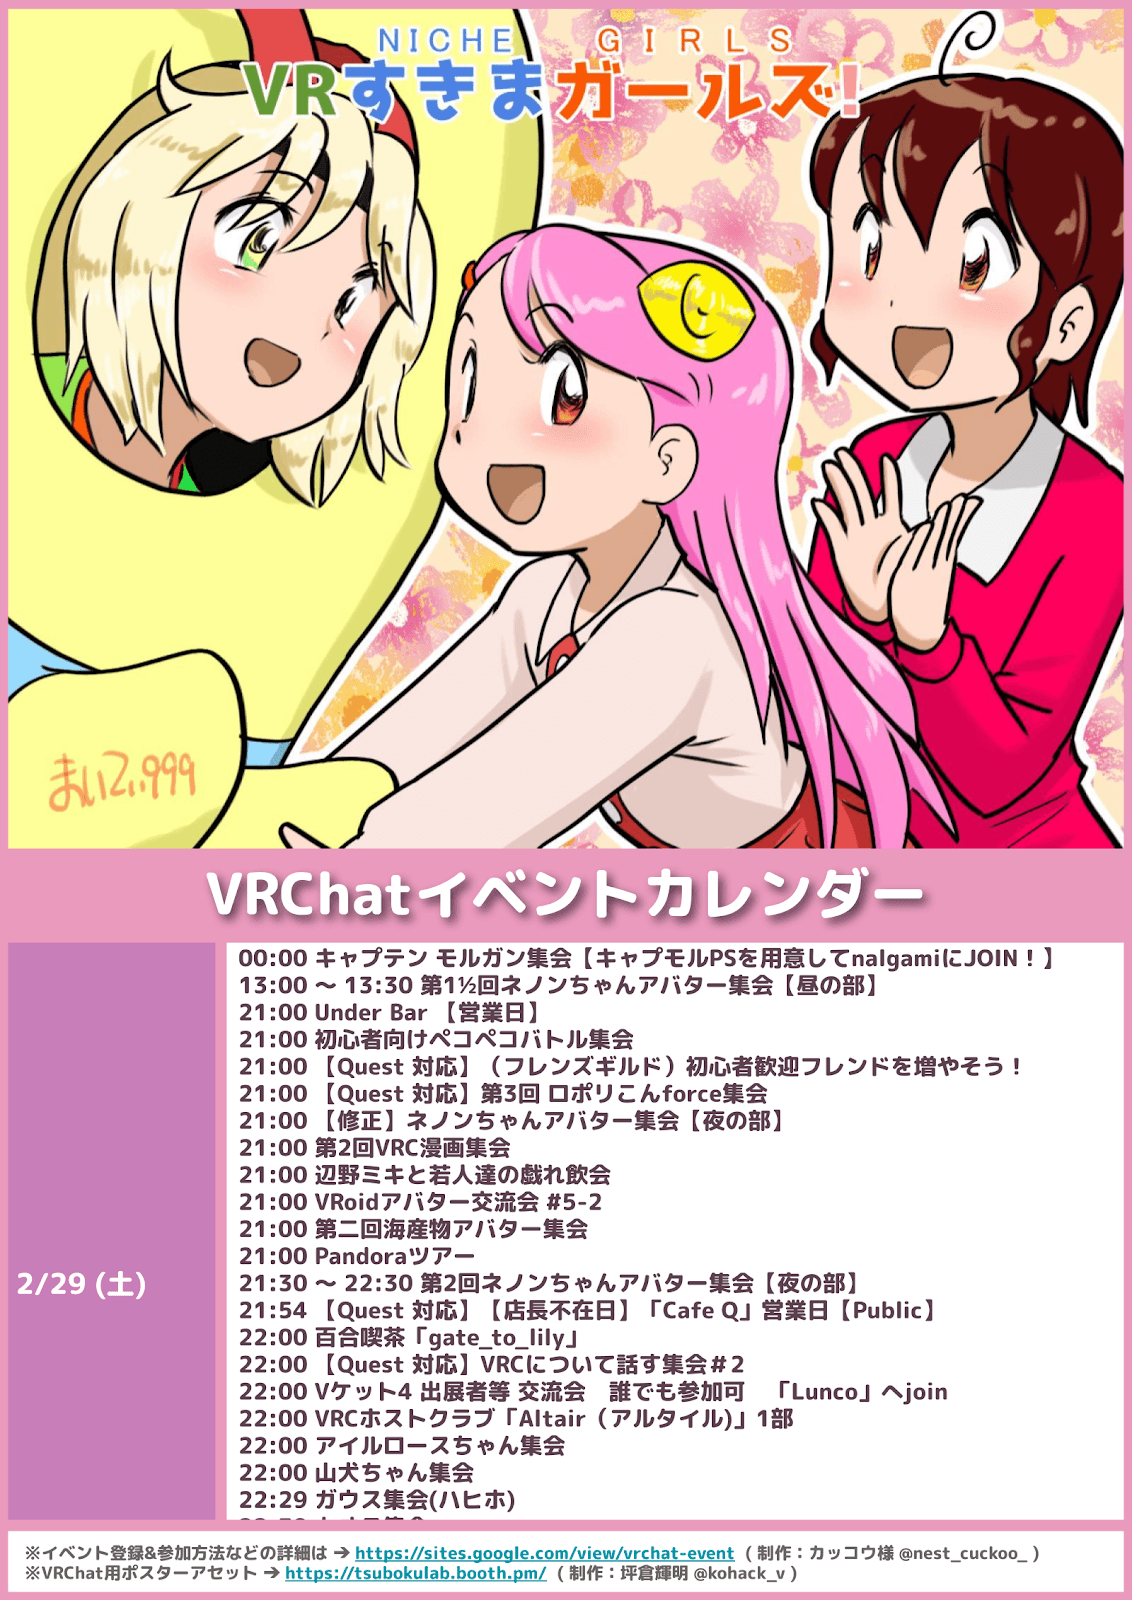 NICHE GIRLS
VRすきまガールズ!
まいてい999
VRChatイベントカレンダー
2/29 (土)
00:00 キャプテン モルガン集会【キャプモルPSを用意してnalgamiにJOIN！】
13:00 〜 13:30 第1½回ネノンちゃんアバター集会【昼の部】
21:00 Under Bar 【営業日】
21:00 初心者向けペコペコバトル集会
21:00 【Quest 対応】（フレンズギルド）初心者歓迎フレンドを増やそう！
21:00 【Quest 対応】第3回 ロポリこんforce集会
21:00 【修正】ネノンちゃんアバター集会【夜の部】
21:00 第2回VRC漫画集会
21:00 辺野ミキと若人達の戯れ飲会
21:00 VRoidアバター交流会 #5-2
21:00 第二回海産物アバター集会
21:00 Pandoraツアー
21:30 〜 22:30 第2回ネノンちゃんアバター集会【夜の部】
21:54 【Quest 対応】【店長不在日】「Cafe Q」営業日【Public】
22:00 百合喫茶「gate_to_lily」
22:00 【Quest 対応】VRCについて話す集会＃2
22:00 Vケット4 出展者等 交流会　誰でも参加可　「Lunco」へjoin
22:00 VRCホストクラブ「Altair（アルタイル)」1部
22:00 アイルロースちゃん集会
22:00 山犬ちゃん集会
22:29 ガウス集会(ハヒホ)
※イベント登録&参加方法などの詳細は ➔ https://sites.google.com/view/vrchat-event （ 制作：カッコウ様 @nest_cuckoo_ ）
※VRChat用ポスターアセット ➔ https://tsubokulab.booth.pm/ （ 制作：坪倉輝明 @kohack_v ）